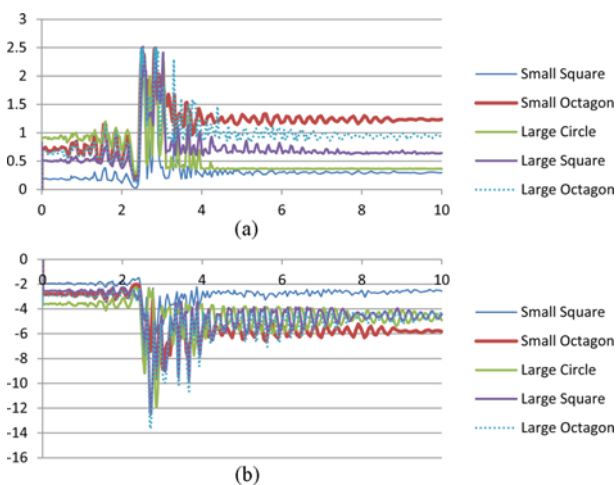 3
2.5
2
1.5
1
0.5
0
0 2 4 6 8 10
Small Square
Small Octagon
Large Circle
Large Square
Large Octagon
(a)
0
-2
-4
-6
-8
-10
-12
-14
-16
0 2 4 6 8 10
Small Square
Small Octagon
Large Circle
Large Square
Large Octagon
(b)